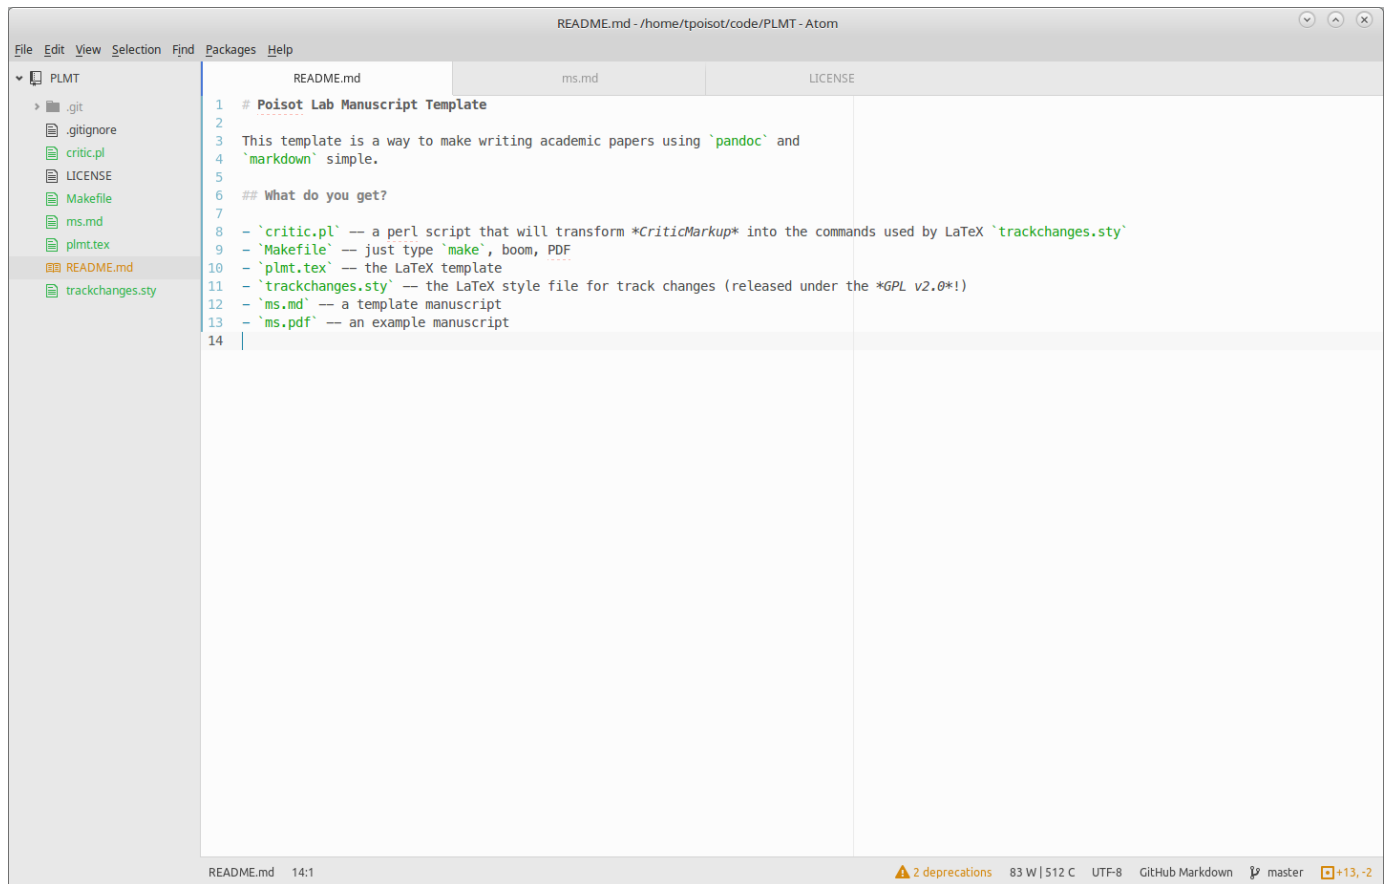 README.md - /home/tpoisot/code/PLMT - Atom
File Edit View Selection Find Packages Help
PLMT
.git
.gitignore
critic.pl
LICENSE
Makefile
ms.md
plmt.tex
README.md
trackchanges.sty
README.md ms.md LICENSE
1 # Poisot Lab Manuscript Template
2
3 This template is a way to make writing academic papers using `pandoc` and
4 `markdown` simple.
5
6 ## What do you get?
7
8 - `critic.pl` -- a perl script that will transform *CriticMarkup* into the commands used by LaTeX `trackchanges.sty`
9 - `Makefile` -- just type `make`, boom, PDF
10 - `plmt.tex` -- the LaTeX template
11 - `trackchanges.sty` -- the LaTeX style file for track changes (released under the *GPL v2.0*!)
12 - `ms.md` -- a template manuscript
13 - `ms.pdf` -- an example manuscript
14
README.md 14:1 2 deprecations 83 W | 512 C UTF-8 GitHub Markdown master +13, -2